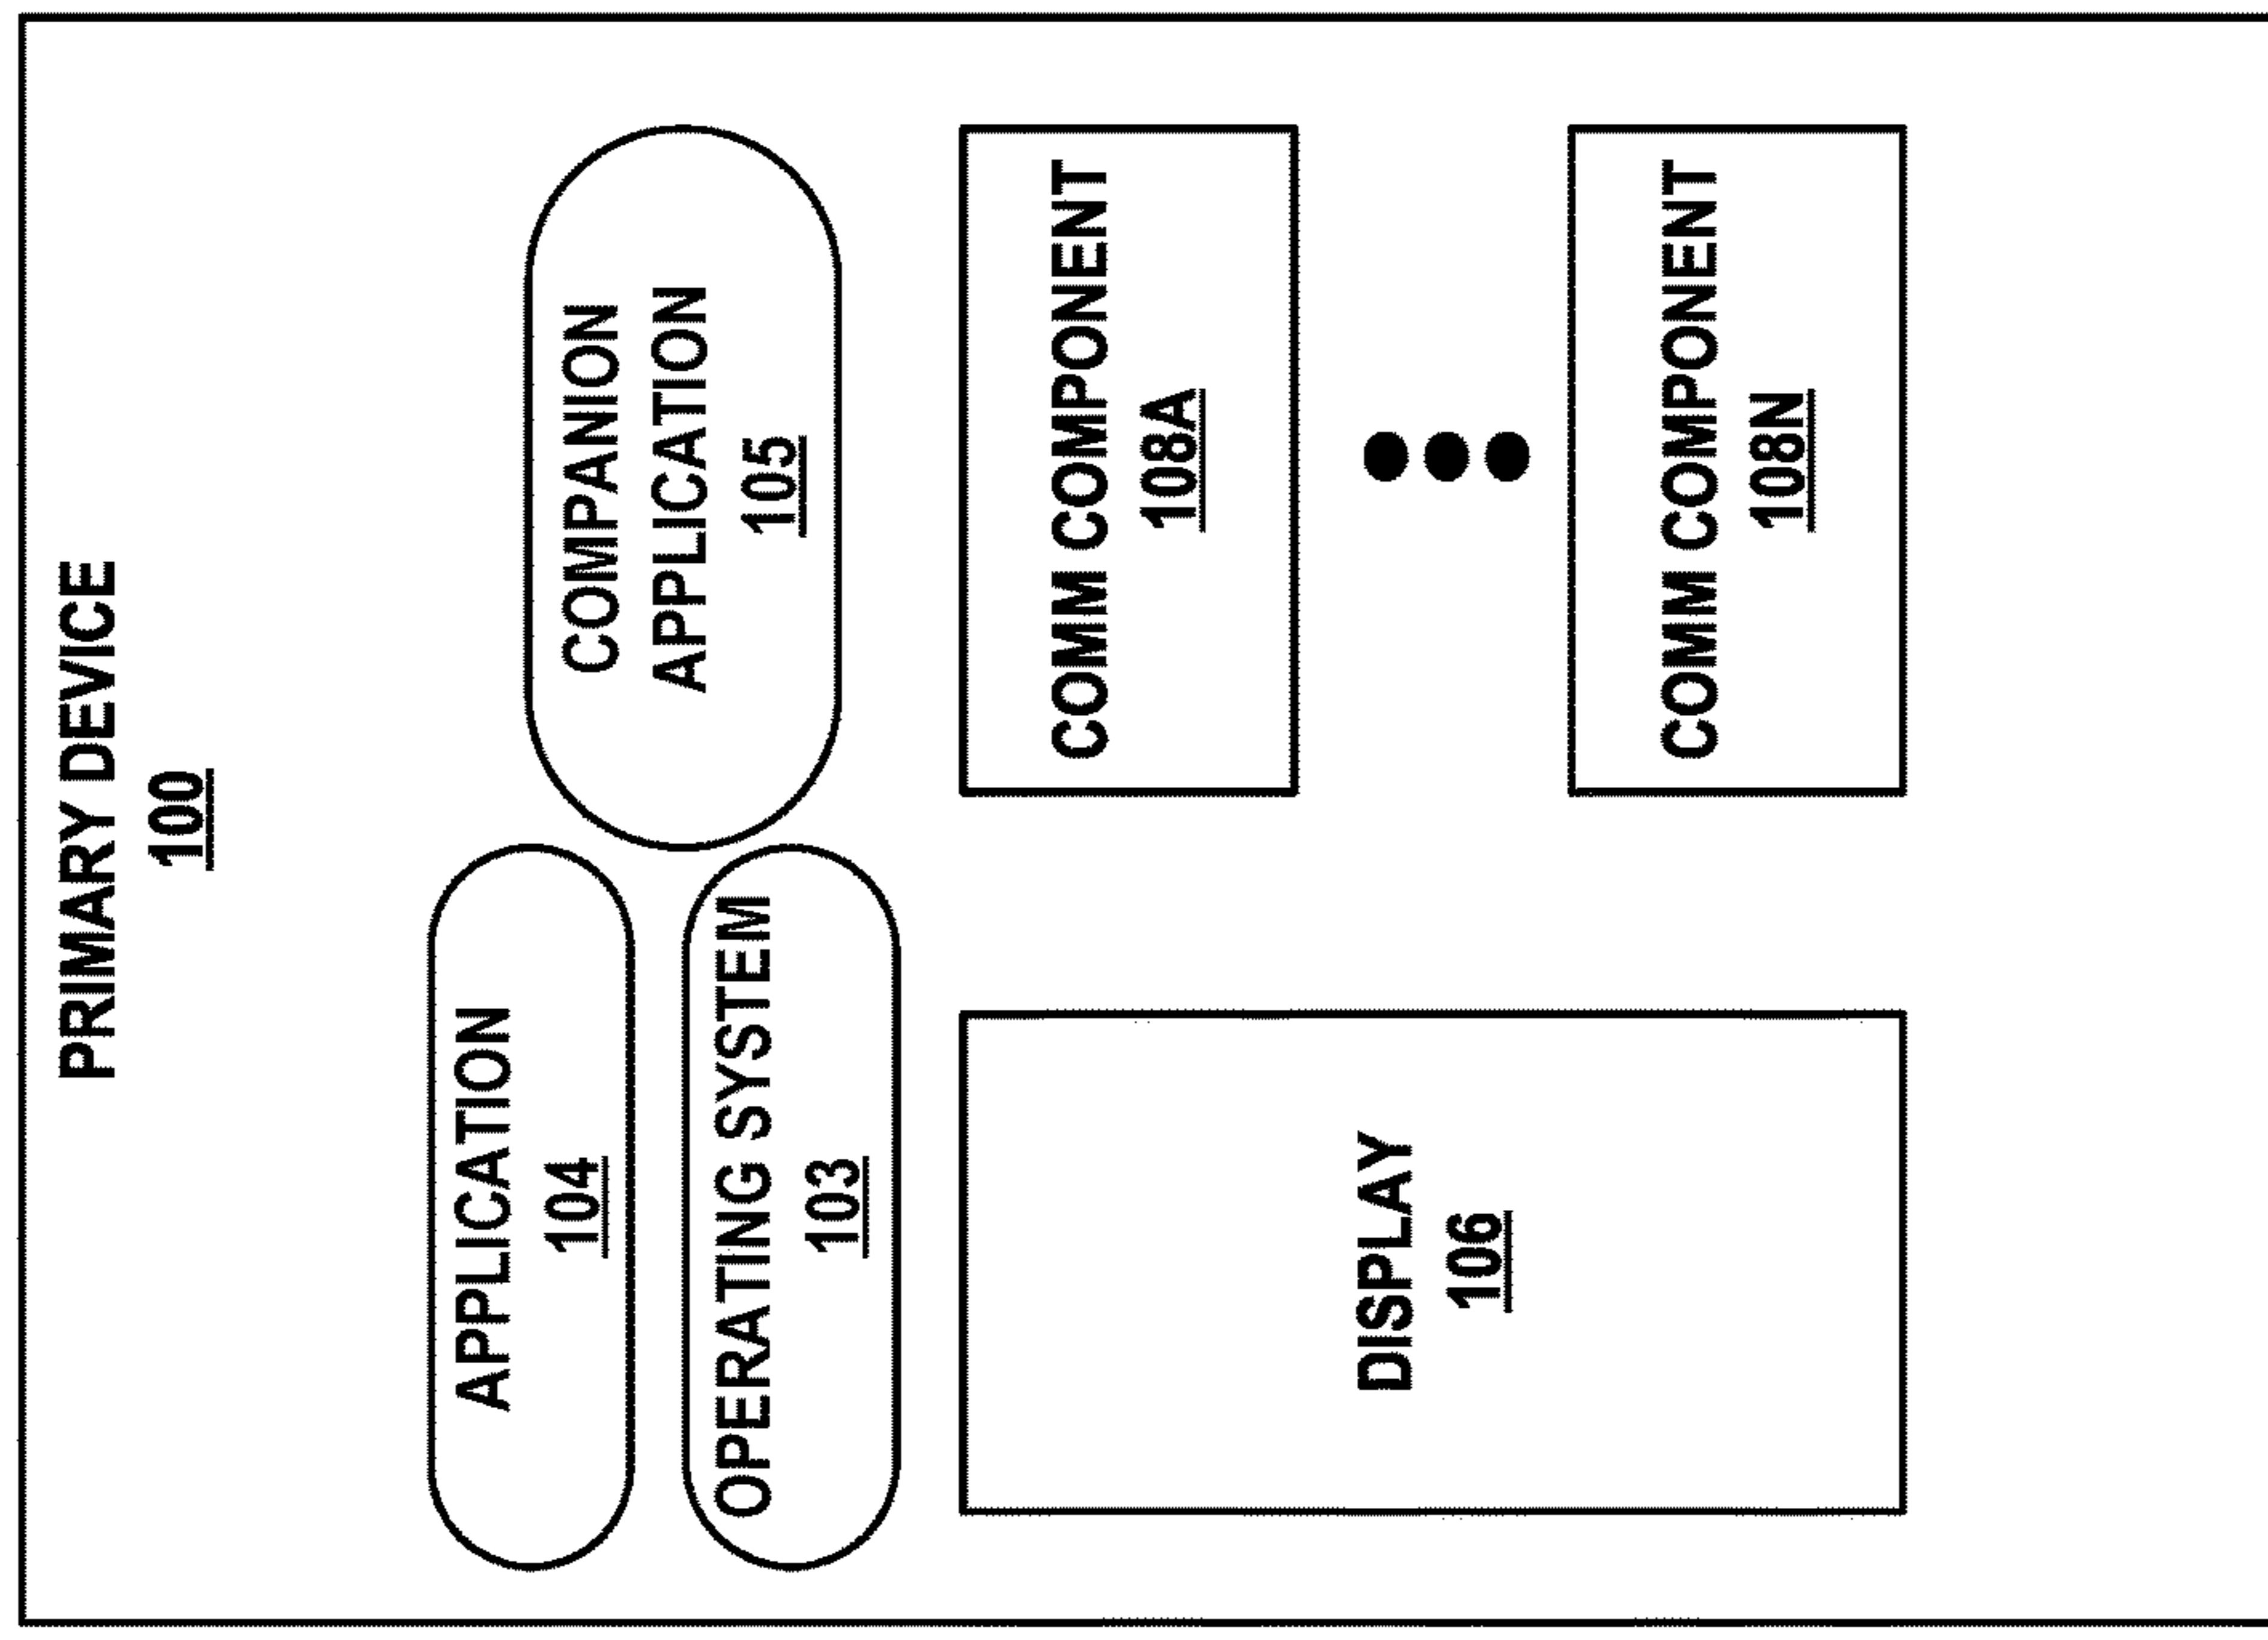 PRIMARY DEVICE
100
APPLICATION
104
COMPANION
APPLICATION
105
OPERATING SYSTEM
103
DISPLAY
106
COMM COMPONENT
108A
COMM COMPONENT
108N